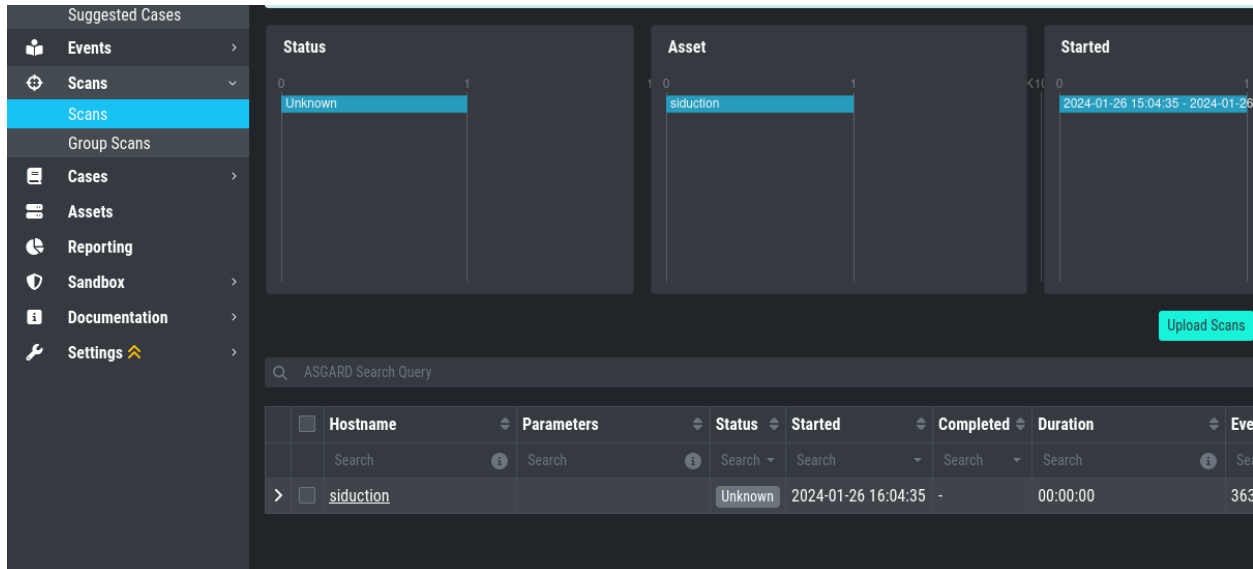 Suggested Cases
Events
Scans
Scans
Group Scans
Cases
Assets
Reporting
Sandbox
Documentation
Settings
Status
0 1 1
Unknown
Asset
0 1
siduction
Started
0 1
2024-01-26 15:04:35 - 2024-01-26
Upload Scans
ASGARD Search Query
Hostname Parameters Status Started Completed Duration Eve
Search Search Search Search Search Search Se
siduction Unknown 2024-01-26 16:04:35 - 00:00:00 363